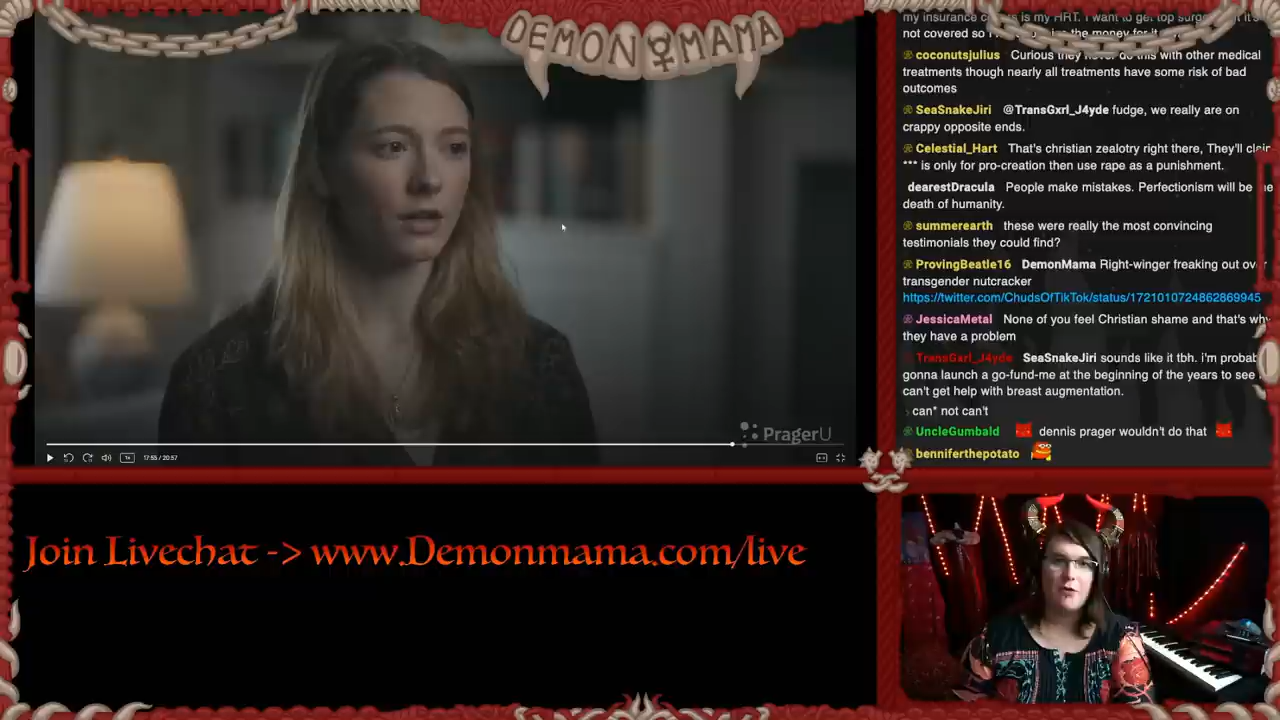 DEMON MAMA
my insurance is my HRT. I want to get top
not covered so the money for it
coconutsjulius Curious they never do this with other medical
treatments though nearly all treatments have some risk of bad
outcomes
SeaSnakeJiri @TransGxrl_J4yde fudge, we really are on
crappy opposite ends.
Celestial_Hart That's christian zealotry right there, They'll
*** is only for pro-creation then use rape as a punishment.
dearestDracula People make mistakes. Perfectionism will be
death of humanity.
summerearth these were really the most convincing
testimonials they could find?
ProvingBeatle16 DemonMama Right-winger freaking out
transgender nutcracker
https://twitter.com/ChudsOfTikTok/status/1721010724862869945
JessicaMetal None of you feel Christian shame and that's why
they have a problem
TransGxrl_J4yde SeaSnakeJiri sounds like it tbh. i'm
gonna launch a go-fund-me at the beginning of the years to see
can't get help with breast augmentation.
can* not can't
UncleGumbald dennis prager wouldn't do that
benniferthepotato
PragerU
1x 17:55 / 20:57
Join Livechat -> www.Demonmama.com/live